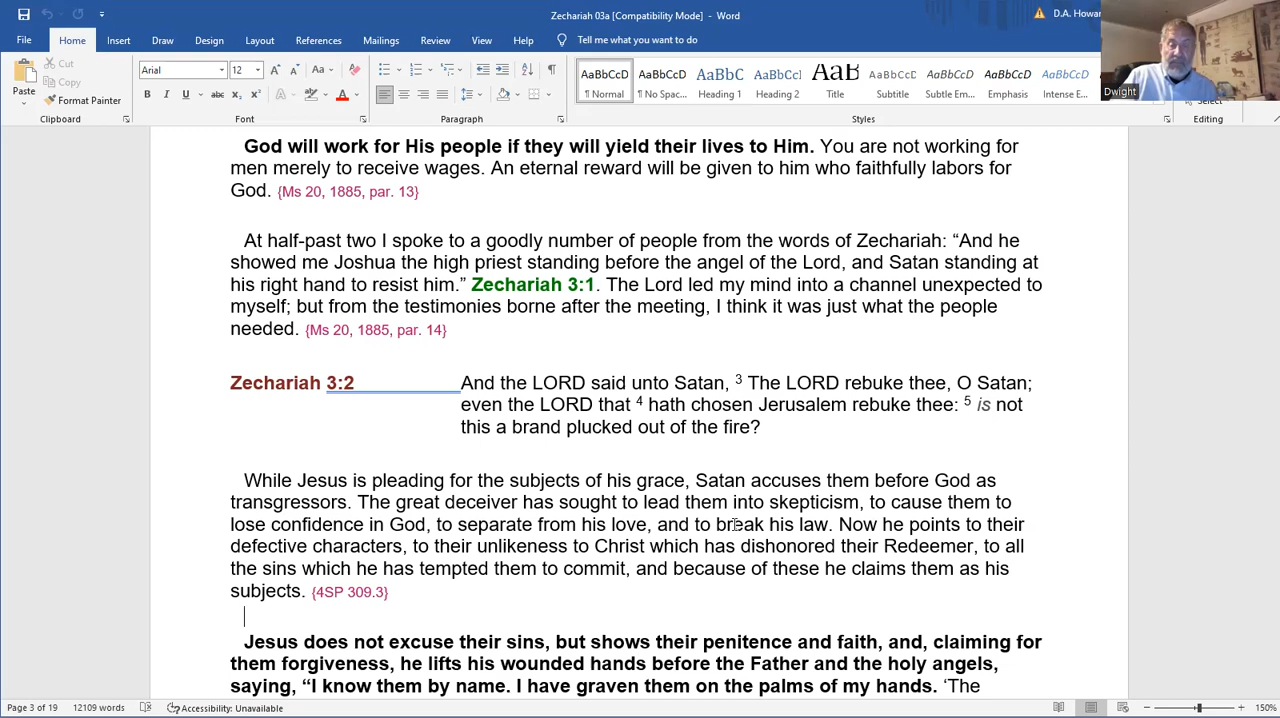 Zechariah 03a [Compatibility Mode] - Word
D.A. Howar
File Home Insert Draw Design Layout References Mailings Review View Help Tell me what you want to do
Paste
Cut
Copy
Format Painter
Clipboard
Arial 12 Aa
B I U abc x₂ x² A A
Font
Paragraph
AaBbCcD AaBbCcD AaBbC AaBbCcI AaB AaBbCcD AaBbCcD AaBbCcD AaBbCcD
¶ Normal ¶ No Spac... Heading 1 Heading 2 Title Subtitle Subtle Em... Emphasis Intense E...
Styles
Select
Editing
Dwight
God will work for His people if they will yield their lives to Him. You are not working for
men merely to receive wages. An eternal reward will be given to him who faithfully labors for
God. {Ms 20, 1885, par. 13}
At half-past two I spoke to a goodly number of people from the words of Zechariah: “And he
showed me Joshua the high priest standing before the angel of the Lord, and Satan standing at
his right hand to resist him.” Zechariah 3:1. The Lord led my mind into a channel unexpected to
myself; but from the testimonies borne after the meeting, I think it was just what the people
needed. {Ms 20, 1885, par. 14}
Zechariah 3:2 And the LORD said unto Satan, ³ The LORD rebuke thee, O Satan;
even the LORD that ⁴ hath chosen Jerusalem rebuke thee: ⁵ is not
this a brand plucked out of the fire?
While Jesus is pleading for the subjects of his grace, Satan accuses them before God as
transgressors. The great deceiver has sought to lead them into skepticism, to cause them to
lose confidence in God, to separate from his love, and to break his law. Now he points to their
defective characters, to their unlikeness to Christ which has dishonored their Redeemer, to all
the sins which he has tempted them to commit, and because of these he claims them as his
subjects. {4SP 309.3}
Jesus does not excuse their sins, but shows their penitence and faith, and, claiming for
them forgiveness, he lifts his wounded hands before the Father and the holy angels,
saying, “I know them by name. I have graven them on the palms of my hands. ‘The
Page 3 of 19 12109 words Accessibility: Unavailable 150%